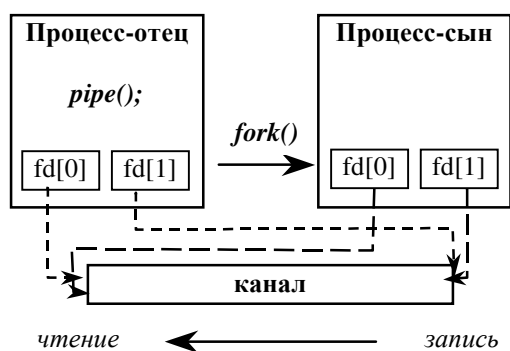 Процесс-отец
Процесс-сын
pipe();
fork()
fd[0]
fd[1]
fd[0]
fd[1]
канал
чтение
запись